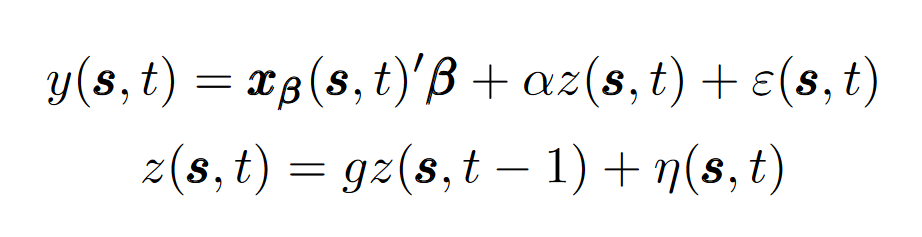 y(s, t) = x_β(s, t)′β + αz(s, t) + ε(s, t)
z(s, t) = gz(s, t − 1) + η(s, t)